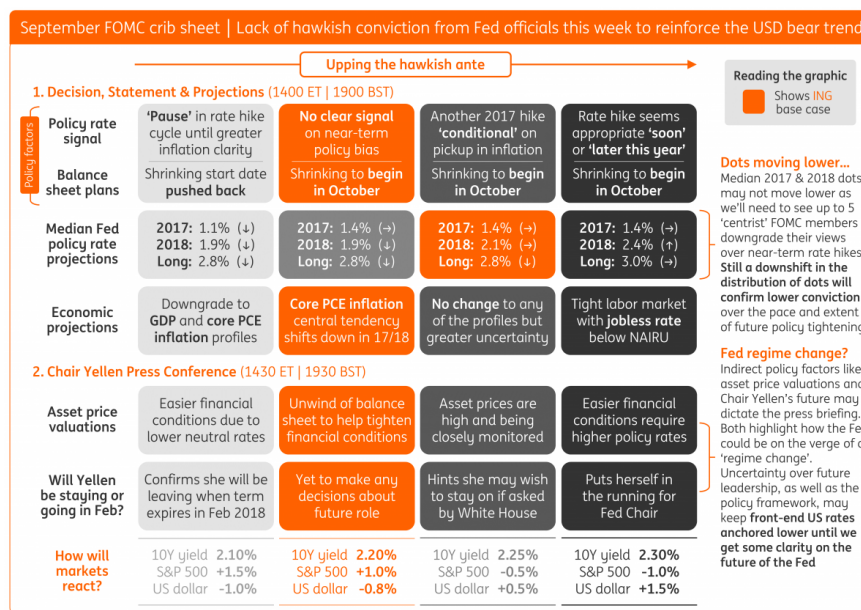 September FOMC crib sheet | Lack of hawkish conviction from Fed officials this week to reinforce the USD bear trend
Upping the hawkish ante
1. Decision, Statement & Projections (1400 ET | 1900 BST)
Policy factors
Policy rate
signal
‘Pause’ in rate hike
cycle until greater
inflation clarity
No clear signal
on near-term
policy bias
Another 2017 hike
‘conditional’ on
pickup in inflation
Rate hike seems
appropriate ‘soon’
or ‘later this year’
Balance
sheet plans
Shrinking start date
pushed back
Shrinking to begin
in October
Shrinking to begin
in October
Shrinking to begin
in October
Median Fed
policy rate
projections
2017: 1.1% (↓)
2018: 1.9% (↓)
Long: 2.8% (↓)
2017: 1.4% (→)
2018: 1.9% (↓)
Long: 2.8% (↓)
2017: 1.4% (→)
2018: 2.1% (→)
Long: 2.8% (↓)
2017: 1.4% (→)
2018: 2.4% (↑)
Long: 3.0% (→)
Economic
projections
Downgrade to
GDP and core PCE
inflation profiles
Core PCE inflation
central tendency
shifts down in 17/18
No change to any
of the profiles but
greater uncertainty
Tight labor market
with jobless rate
below NAIRU
2. Chair Yellen Press Conference (1430 ET | 1930 BST)
Asset price
valuations
Easier financial
conditions due to
lower neutral rates
Unwind of balance
sheet to help tighten
financial conditions
Asset prices are
high and being
closely monitored
Easier financial
conditions require
higher policy rates
Will Yellen
be staying or
going in Feb?
Confirms she will be
leaving when term
expires in Feb 2018
Yet to make any
decisions about
future role
Hints she may wish
to stay on if asked
by White House
Puts herself in
the running for
Fed Chair
How will
markets
react?
10Y yield 2.10%
S&P 500 +1.5%
US dollar -1.0%
10Y yield 2.20%
S&P 500 +1.0%
US dollar -0.8%
10Y yield 2.25%
S&P 500 -0.5%
US dollar +0.5%
10Y yield 2.30%
S&P 500 -1.0%
US dollar +1.5%
Reading the graphic
Shows ING
base case
Dots moving lower...
Median 2017 & 2018 dots
may not move lower as
we’ll need to see up to 5
‘centrist’ FOMC members
downgrade their views
over near-term rate hikes
Still a downshift in the
distribution of dots will
confirm lower conviction
over the pace and extent
of future policy tightening
Fed regime change?
Indirect policy factors like
asset price valuations and
Chair Yellen’s future may
dictate the press briefing.
Both highlight how the Fed
could be on the verge of a
‘regime change’.
Uncertainty over future
leadership, as well as the
policy framework, may
keep front-end US rates
anchored lower until we
get some clarity on the
future of the Fed